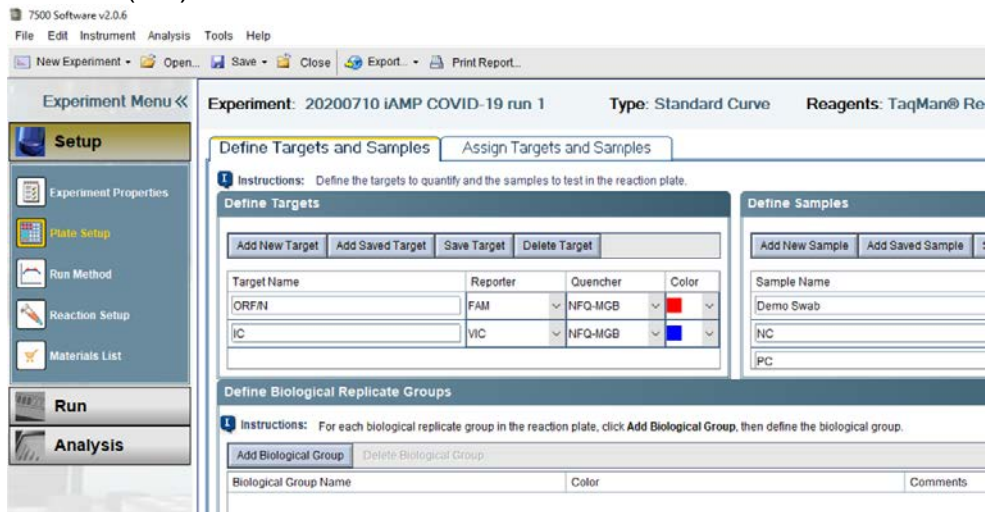 7500 Software v2.0.6
File Edit Instrument Analysis Tools Help
New Experiment Open... Save Close Export... Print Report...
Experiment Menu «
Experiment: 20200710 iAMP COVID-19 run 1 Type: Standard Curve Reagents: TaqMan® Re
Setup
Define Targets and Samples Assign Targets and Samples
Instructions: Define the targets to quantify and the samples to test in the reaction plate.
Experiment Properties
Plate Setup
Run Method
Reaction Setup
Materials List
Run
Analysis
Define Targets
Add New Target Add Saved Target Save Target Delete Target
Target Name Reporter Quencher Color
ORF/N FAM NFQ-MGB
IC VIC NFQ-MGB
Define Samples
Add New Sample Add Saved Sample
Sample Name
Demo Swab
NC
PC
Define Biological Replicate Groups
Instructions: For each biological replicate group in the reaction plate, click Add Biological Group, then define the biological group.
Add Biological Group Delete Biological Group
Biological Group Name Color Comments